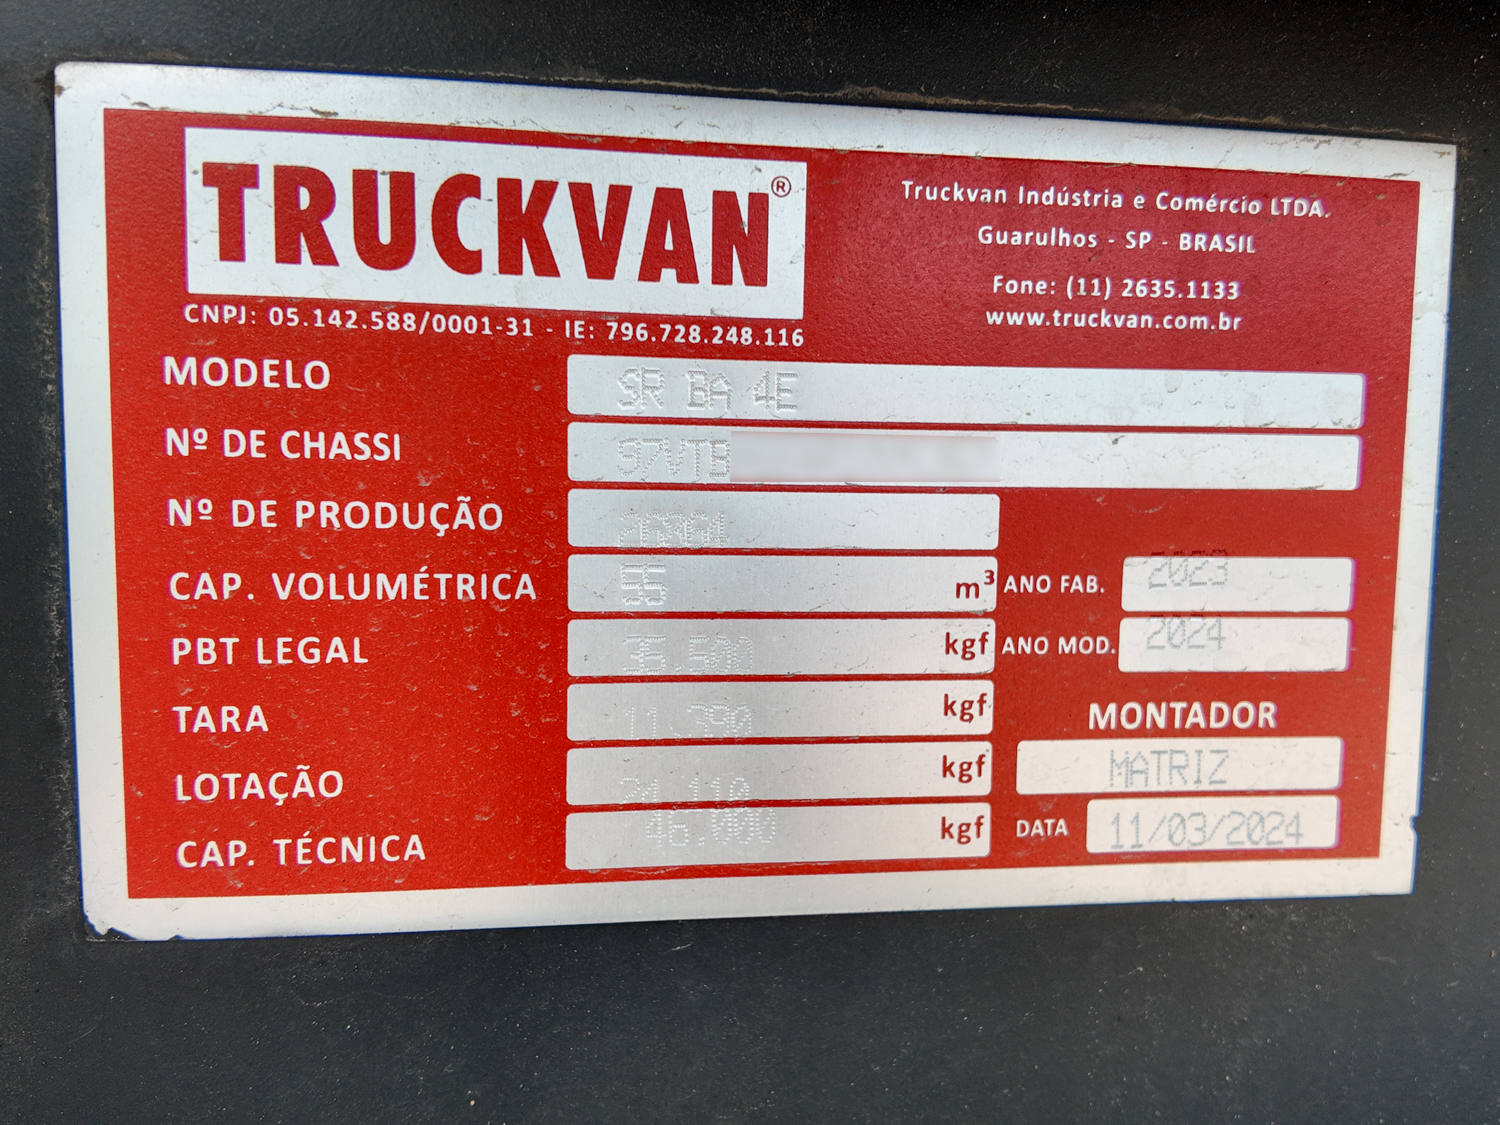 TRUCKVAN®
CNPJ: 05.142.588/0001-31 - IE: 796.728.248.116
Truckvan Indústria e Comércio LTDA.
Guarulhos - SP - BRASIL
Fone: (11) 2635.1133
www.truckvan.com.br
MODELO SR BA 4E
Nº DE CHASSI 97VTB
Nº DE PRODUÇÃO
CAP. VOLUMÉTRICA 55 m³ ANO FAB. 2023
PBT LEGAL 35.500 kgf ANO MOD. 2024
TARA 11.390 kgf
MONTADOR
LOTAÇÃO 24.110 kgf MATRIZ
CAP. TÉCNICA 46.000 kgf DATA 11/03/2024